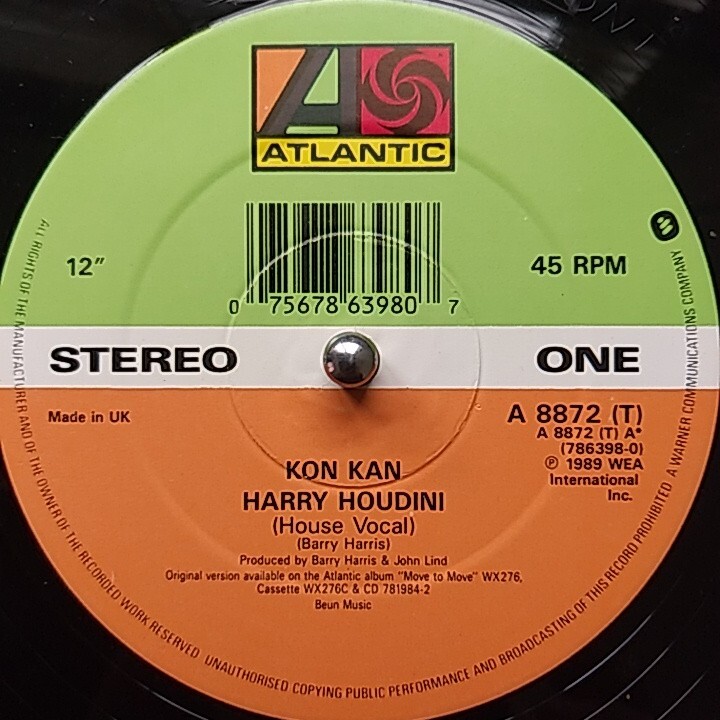 ATLANTIC
12"
45 RPM
0 75678 63980 7
STEREO
ONE
Made in UK
A 8872 (T)
A 8872 (T) A*
(786398-0)
℗ 1989 WEA
International
Inc.
KON KAN
HARRY HOUDINI
(House Vocal)
(Barry Harris)
Produced by Barry Harris & John Lind
Original version available on the Atlantic album "Move to Move" WX276,
Cassette WX276C & CD 781984-2
Beun Music
ALL RIGHTS OF THE MANUFACTURER AND OF THE OWNER OF THE RECORDED WORK RESERVED UNAUTHORISED COPYING PUBLIC PERFORMANCE AND BROADCASTING OF THIS RECORD PROHIBITED A WARNER COMMUNICATIONS COMPANY